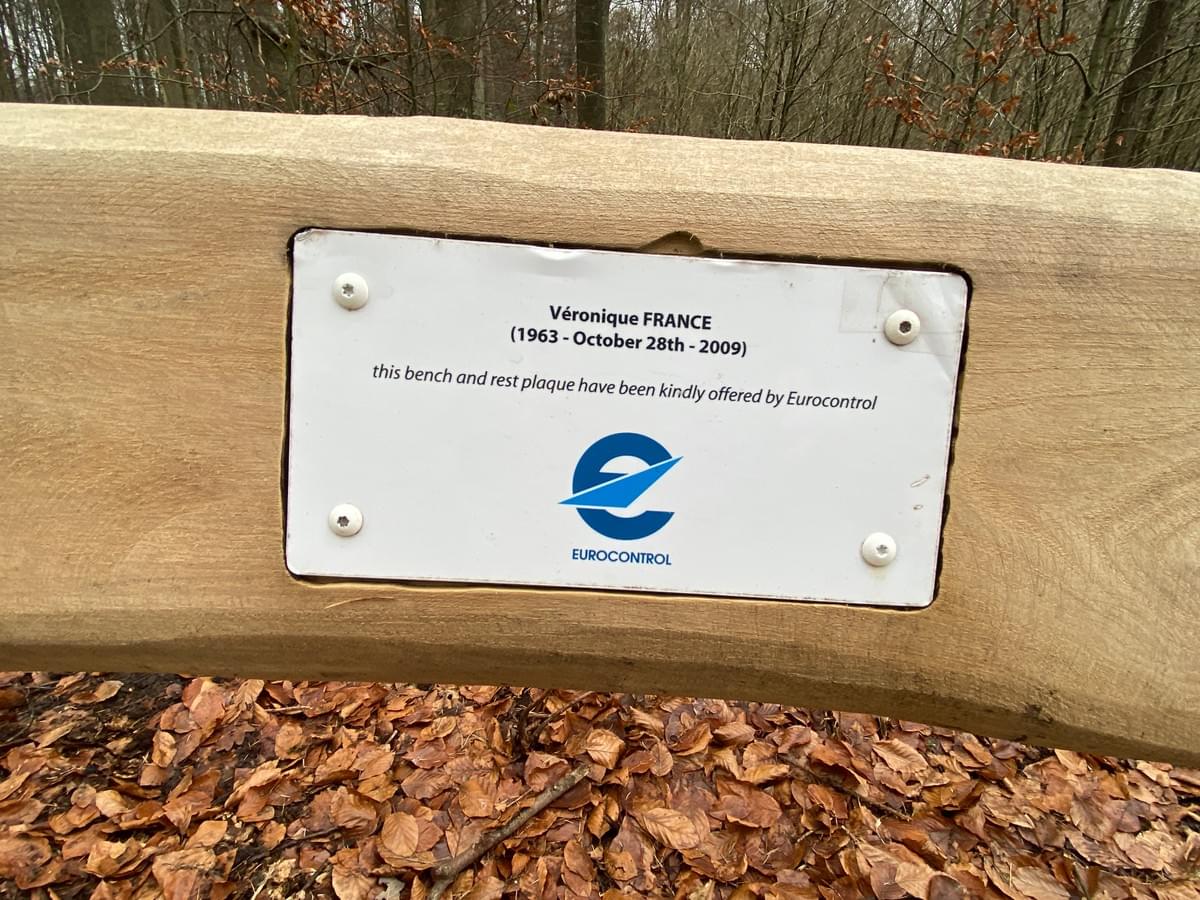 Véronique FRANCE
(1963 - October 28th - 2009)
this bench and rest plaque have been kindly offered by Eurocontrol
EUROCONTROL